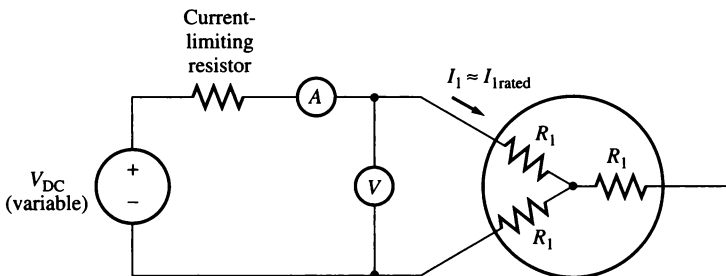 Current-
limiting
resistor
A
I₁ ≈ I₁rated
R₁
R₁
+
V_DC
(variable)
–
V
R₁